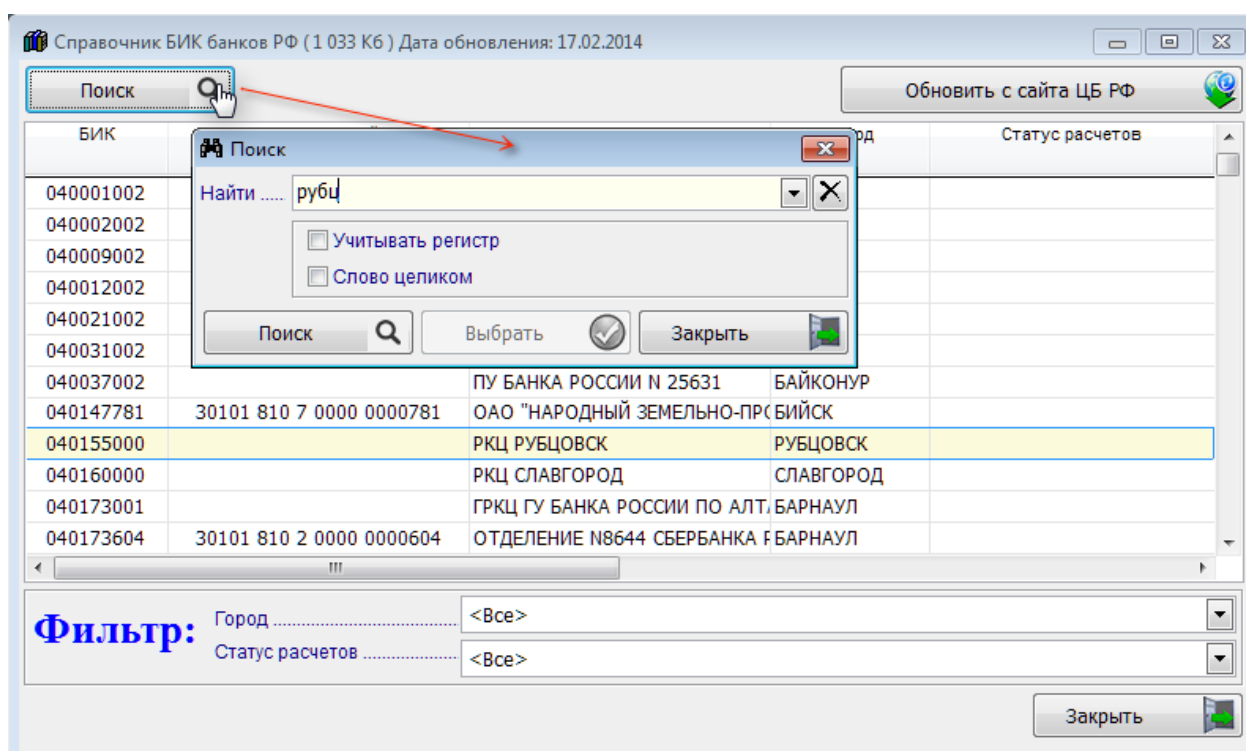 Справочник БИК банков РФ ( 1 033 Кб ) Дата обновления: 17.02.2014
Поиск Обновить с сайта ЦБ РФ
БИК Статус расчетов
Поиск
Найти ..... рубц
Учитывать регистр
Слово целиком
Поиск Выбрать Закрыть
040001002
040002002
040009002
040012002
040021002
040031002
040037002 ПУ БАНКА РОССИИ N 25631 БАЙКОНУР
040147781 30101 810 7 0000 0000781 ОАО "НАРОДНЫЙ ЗЕМЕЛЬНО-ПРО БИЙСК
040155000 РКЦ РУБЦОВСК РУБЦОВСК
040160000 РКЦ СЛАВГОРОД СЛАВГОРОД
040173001 ГРКЦ ГУ БАНКА РОССИИ ПО АЛТА БАРНАУЛ
040173604 30101 810 2 0000 0000604 ОТДЕЛЕНИЕ N8644 СБЕРБАНКА Р БАРНАУЛ
Фильтр:
Город ..................................... <Все>
Статус расчетов ................... <Все>
Закрыть